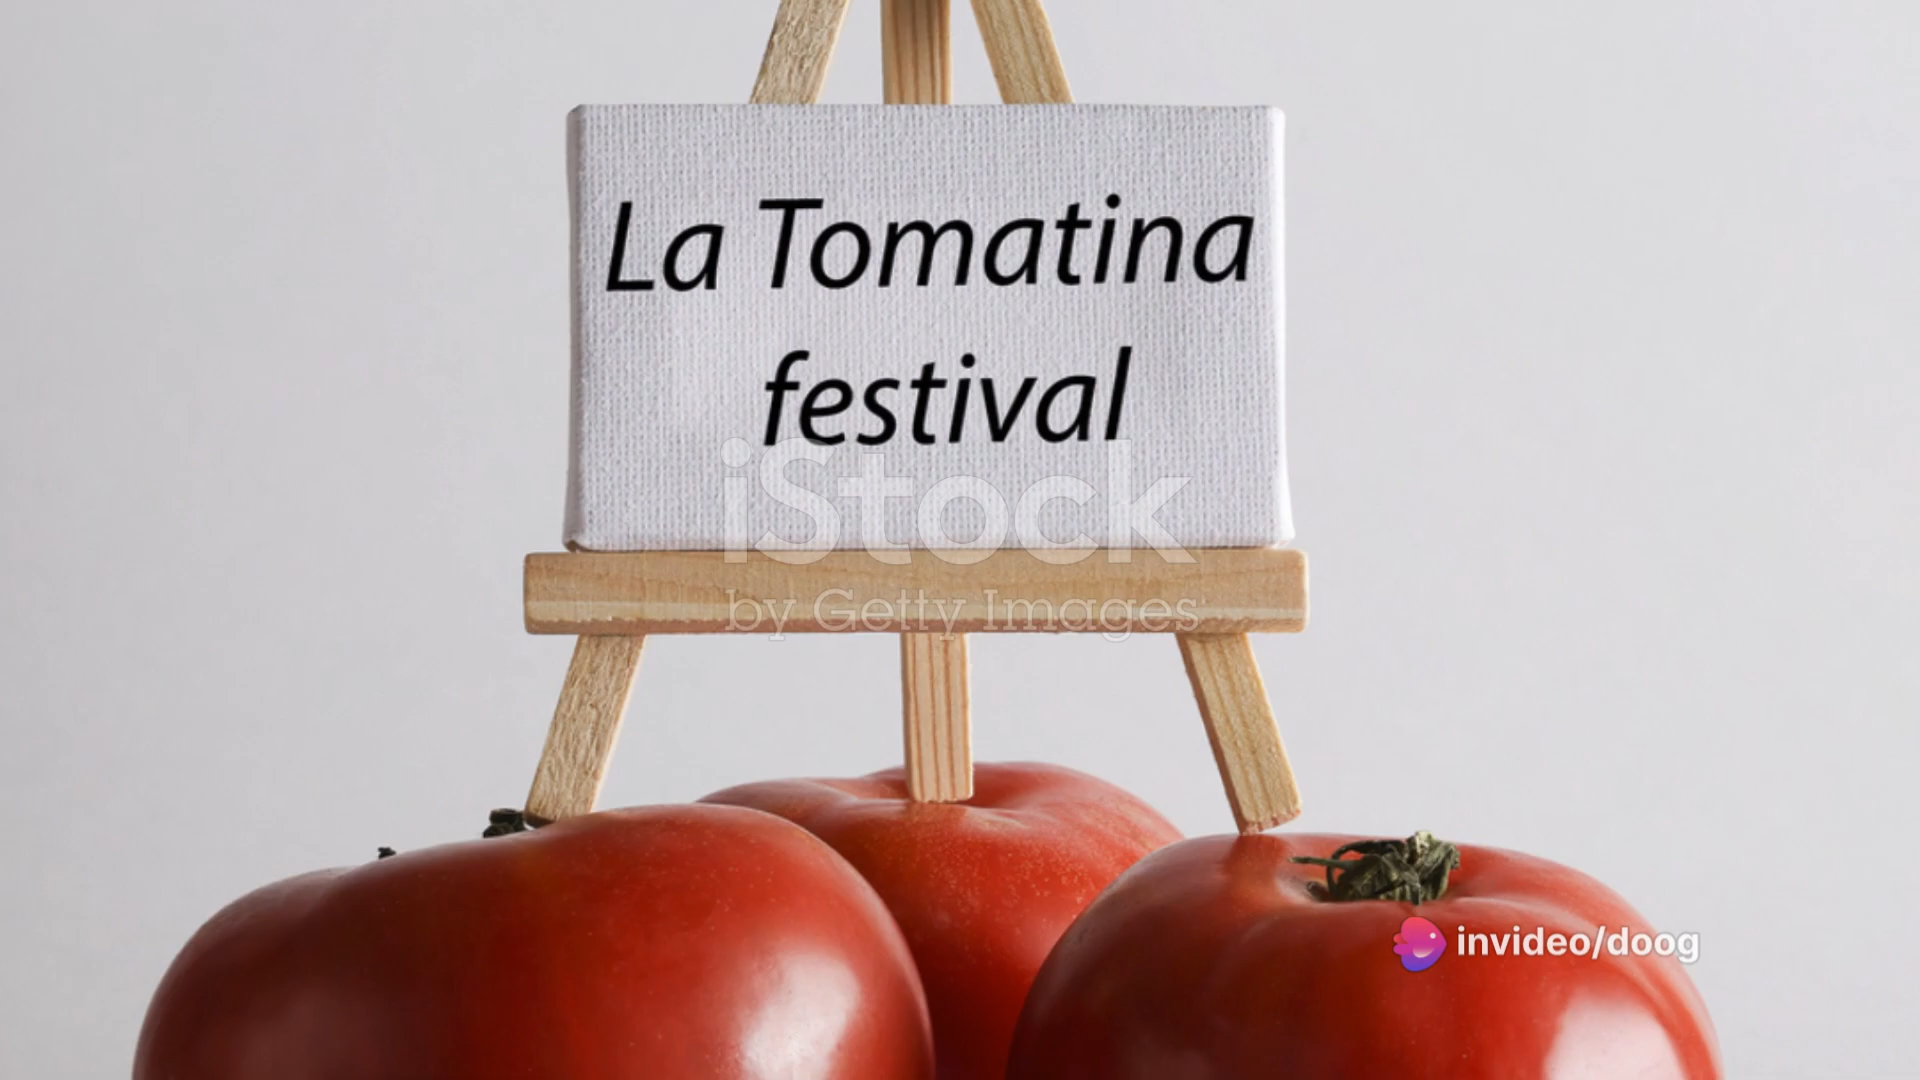 La Tomatina
festival
iStock
by Getty Images
invideo/doog